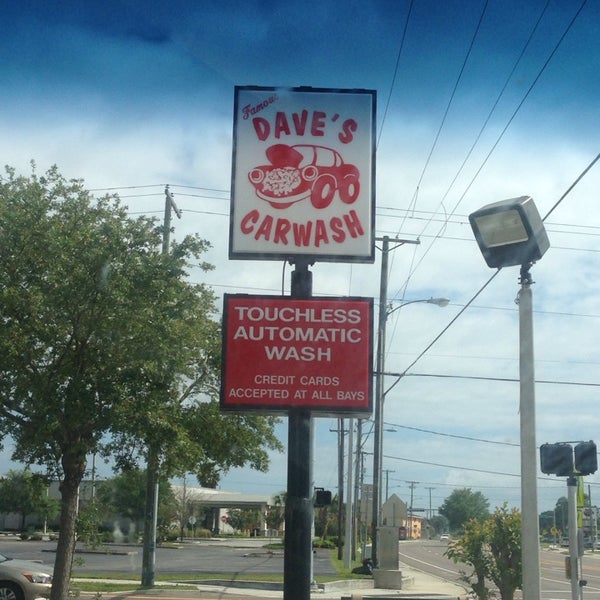 Famous
DAVE'S
CARWASH
TOUCHLESS
AUTOMATIC
WASH
CREDIT CARDS
ACCEPTED AT ALL BAYS